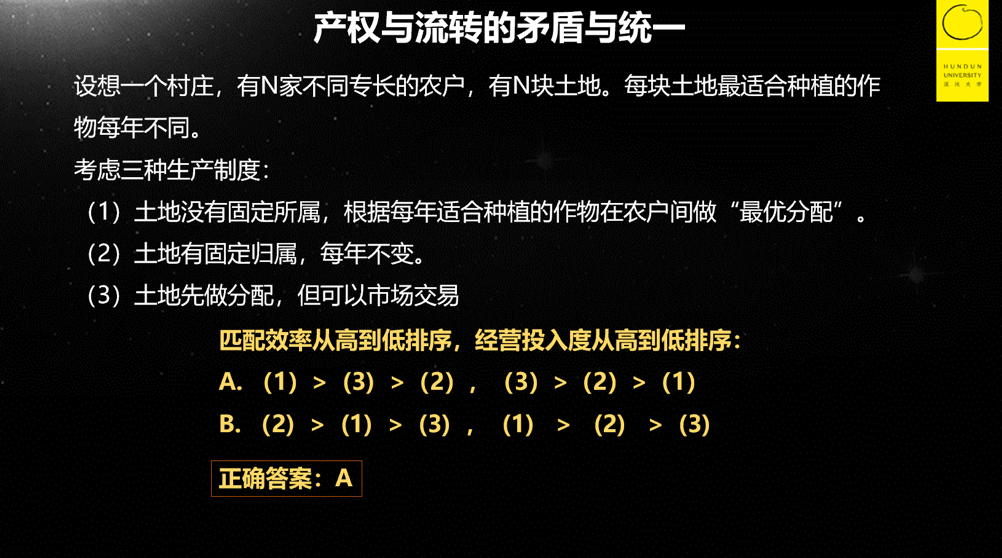 产权与流转的矛盾与统一
HUNDUN
UNIVERSITY
混沌大学
设想一个村庄，有N家不同专长的农户，有N块土地。每块土地最适合种植的作
物每年不同。
考虑三种生产制度：
（1）土地没有固定所属，根据每年适合种植的作物在农户间做“最优分配”。
（2）土地有固定归属，每年不变。
（3）土地先做分配，但可以市场交易
匹配效率从高到低排序，经营投入度从高到低排序：
A. （1）>（3）>（2）, （3）>（2）>（1）
B. （2）>（1）>（3）, （1） > （2） >（3）
正确答案：A